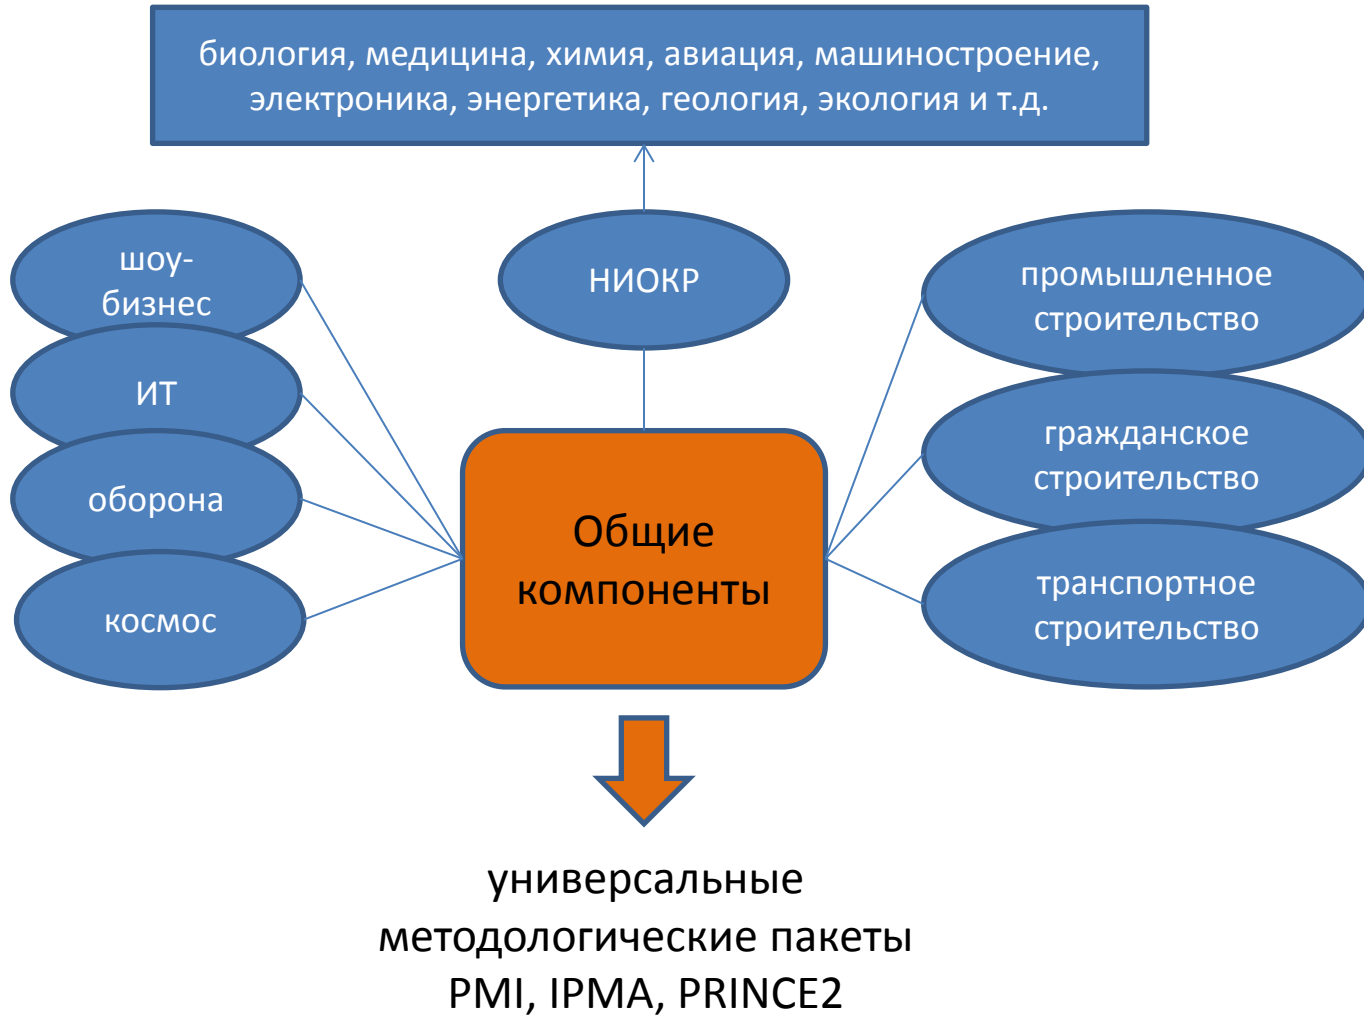 биология, медицина, химия, авиация, машиностроение,
электроника, энергетика, геология, экология и т.д.
шоу-
бизнес
ИТ
оборона
космос
НИОКР
промышленное
строительство
гражданское
строительство
транспортное
строительство
Общие
компоненты
универсальные
методологические пакеты
PMI, IPMA, PRINCE2